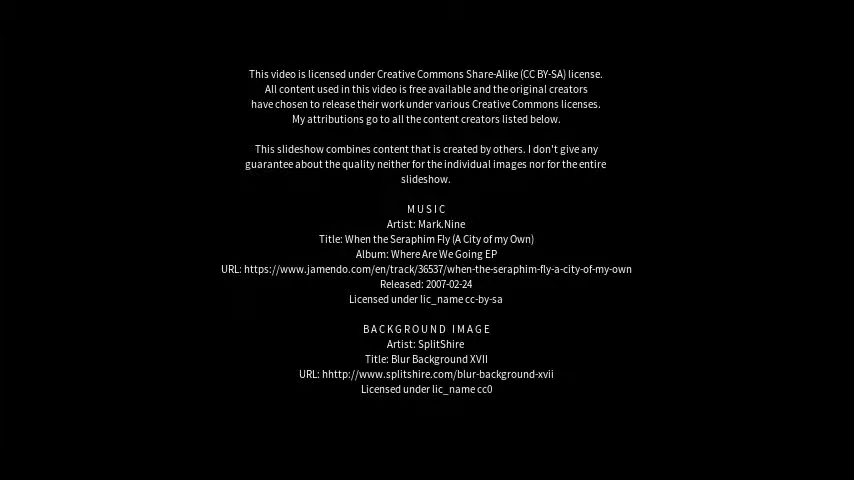 This video is licensed under Creative Commons Share-Alike (CC BY-SA) license.
All content used in this video is free available and the original creators
have chosen to release their work under various Creative Commons licenses.
My attributions go to all the content creators listed below.
This slideshow combines content that is created by others. I don't give any
guarantee about the quality neither for the individual images nor for the entire
slideshow.
MUSIC
Artist: Mark.Nine
Title: When the Seraphim Fly (A City of my Own)
Album: Where Are We Going EP
URL: https://www.jamendo.com/en/track/36537/when-the-seraphim-fly-a-city-of-my-own
Released: 2007-02-24
Licensed under lic_name cc-by-sa
BACKGROUND IMAGE
Artist: SplitShire
Title: Blur Background XVII
URL: hhttp://www.splitshire.com/blur-background-xvii
Licensed under lic_name cc0